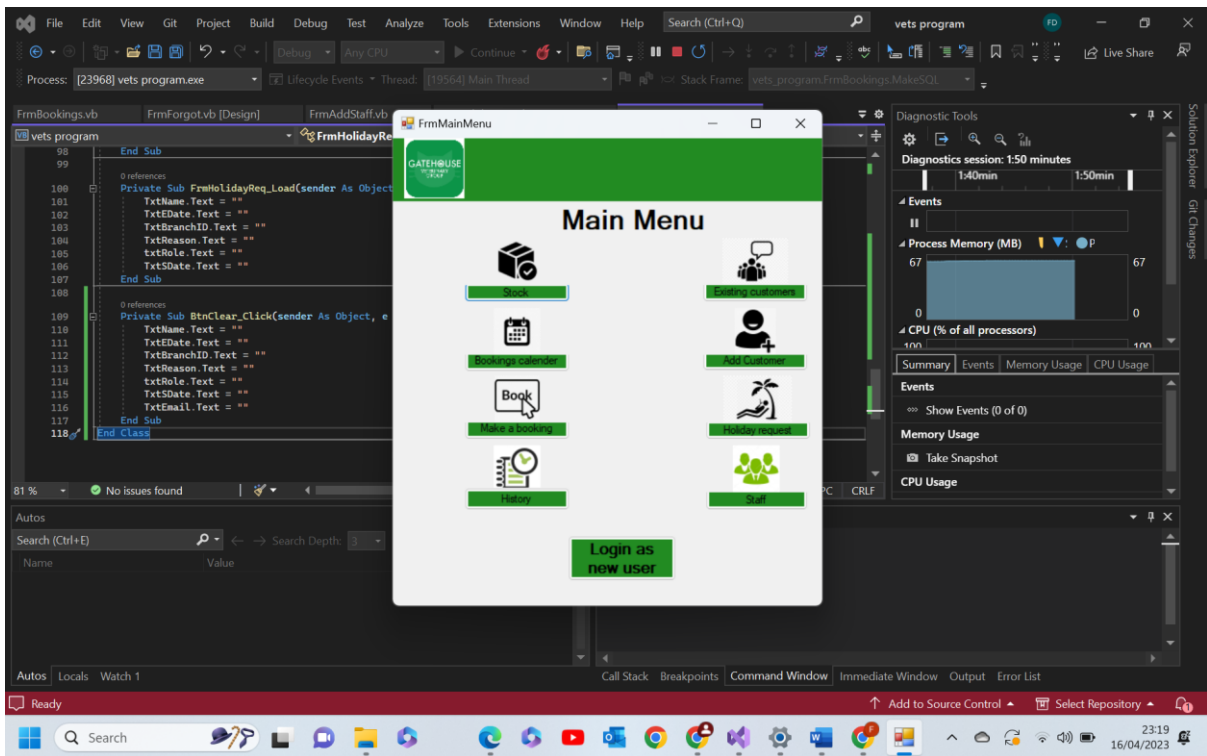 File Edit View Git Project Build Debug Test Analyze Tools Extensions Window Help Search (Ctrl+Q) vets program FD
Debug Any CPU Continue Live Share
Process: [23968] vets program.exe Lifecycle Events Thread: [19564] Main Thread Stack Frame: vets_program.FrmBookings.MakeSQL
FrmBookings.vb FrmForgot.vb [Design] FrmAddStaff.vb
vets program FrmHolidayRe
98 End Sub
99
0 references
100 Private Sub FrmHolidayReq_Load(sender As Object
101 TxtName.Text = ""
102 TxtEDate.Text = ""
103 TxtBranchID.Text = ""
104 TxtReason.Text = ""
105 txtRole.Text = ""
106 TxtSDate.Text = ""
107 End Sub
108
0 references
109 Private Sub BtnClear_Click(sender As Object, e
110 TxtName.Text = ""
111 TxtEDate.Text = ""
112 TxtBranchID.Text = ""
113 TxtReason.Text = ""
114 txtRole.Text = ""
115 TxtSDate.Text = ""
116 TxtEmail.Text = ""
117 End Sub
118 End Class
81 % No issues found PC CRLF
FrmMainMenu
GATEHOUSE
Main Menu
Stock
Existing customers
Bookings calender
Add Customer
Book
Make a booking
Holiday request
History
Staff
Login as
new user
Diagnostic Tools
Diagnostics session: 1:50 minutes
1:40min 1:50min
Events
Process Memory (MB) P
67 67
0 0
CPU (% of all processors)
100 100
Summary Events Memory Usage CPU Usage
Events
Show Events (0 of 0)
Memory Usage
Take Snapshot
CPU Usage
Solution Explorer
Git Changes
Autos
Search (Ctrl+E) Search Depth: 3
Name Value
Autos Locals Watch 1
Call Stack Breakpoints Command Window Immediate Window Output Error List
Ready Add to Source Control Select Repository
Search
23:19
16/04/2023